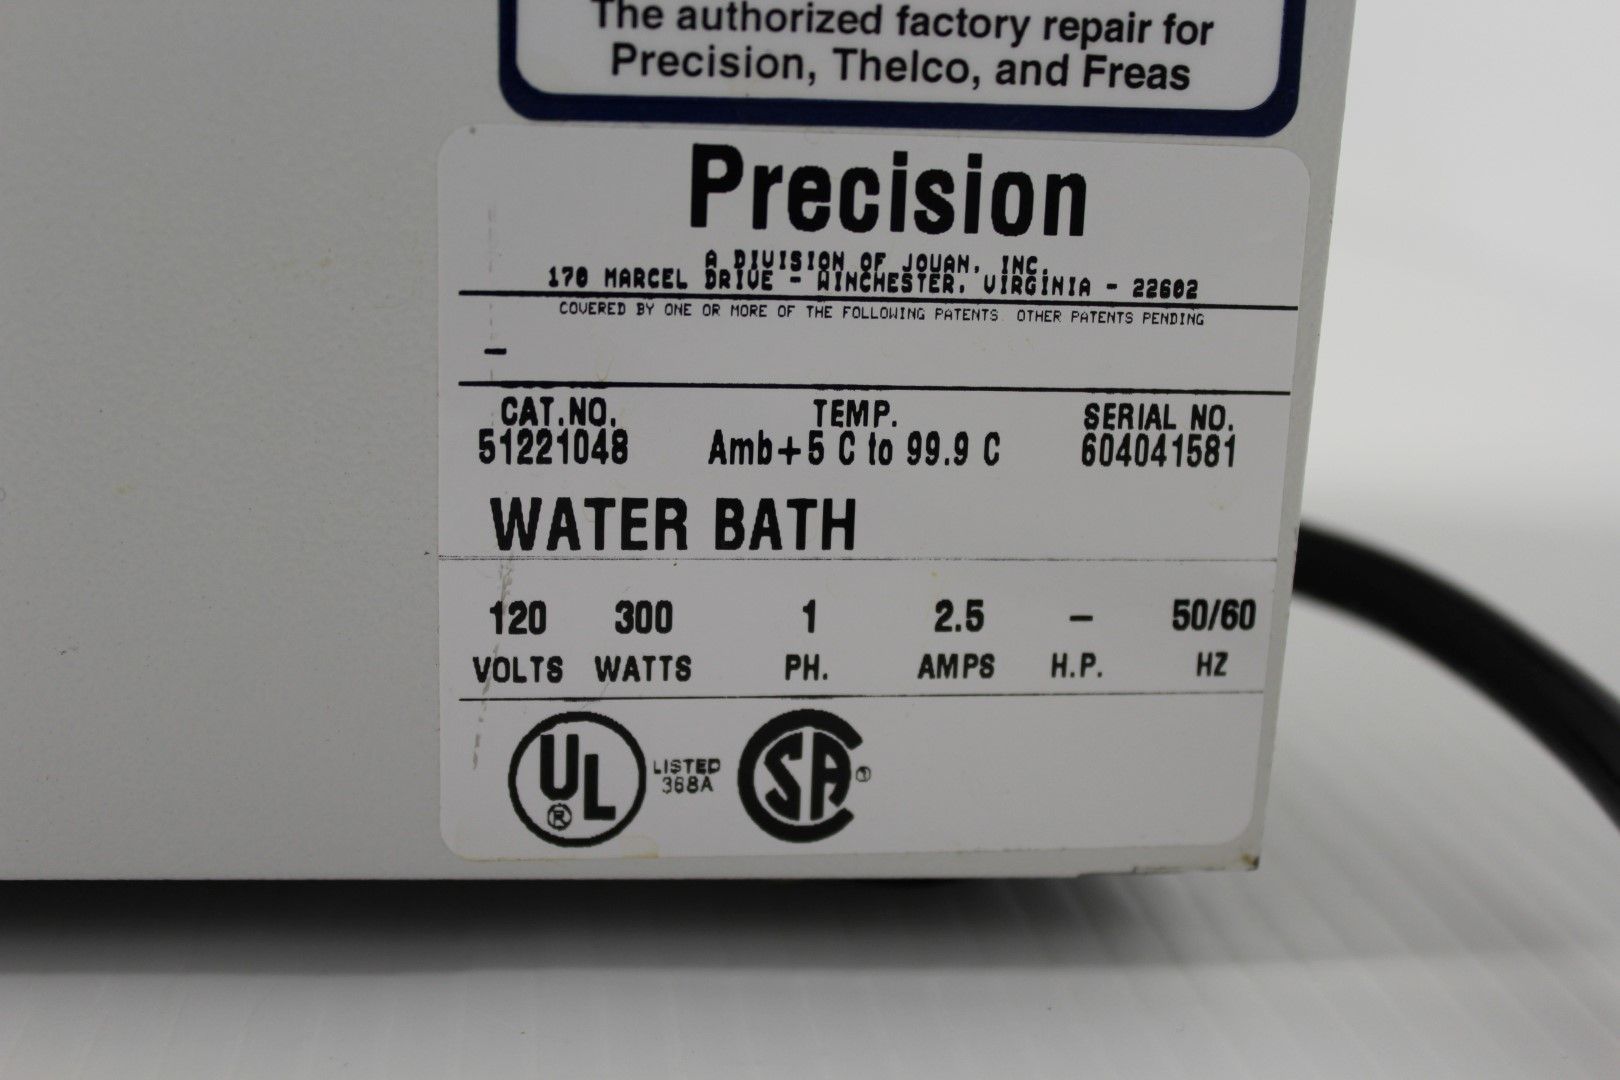 The authorized factory repair for
Precision, Thelco, and Freas
Precision
A DIVISION OF JOUAN, INC.
170 MARCEL DRIVE - WINCHESTER, VIRGINIA - 22602
COVERED BY ONE OR MORE OF THE FOLLOWING PATENTS. OTHER PATENTS PENDING
-
CAT.NO. TEMP. SERIAL NO.
51221048 Amb+5 C to 99.9 C 604041581
WATER BATH
120 300 1 2.5 - 50/60
VOLTS WATTS PH. AMPS H.P. HZ
UL ® LISTED 368A SA ®